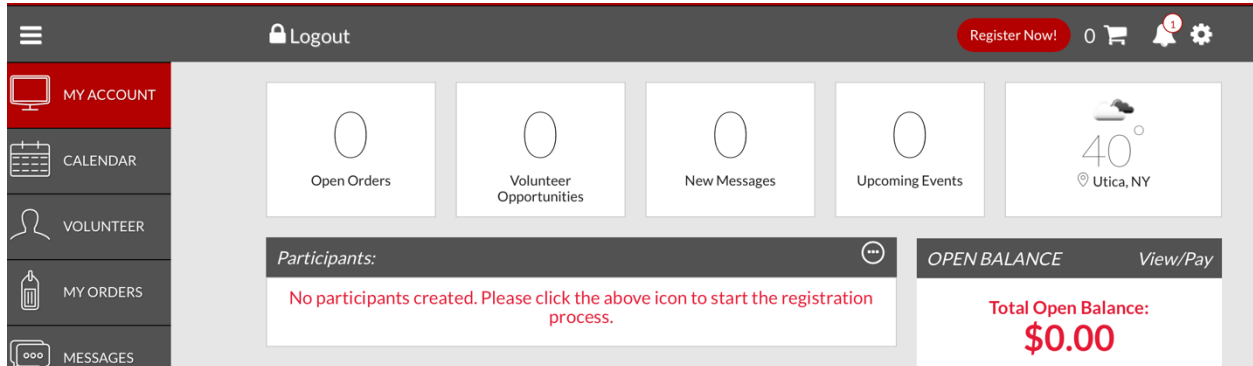 Logout
Register Now!
0
1
MY ACCOUNT
CALENDAR
VOLUNTEER
MY ORDERS
MESSAGES
0
Open Orders
0
Volunteer
Opportunities
0
New Messages
0
Upcoming Events
40°
Utica, NY
Participants:
No participants created. Please click the above icon to start the registration
process.
OPEN BALANCE
View/Pay
Total Open Balance:
$0.00